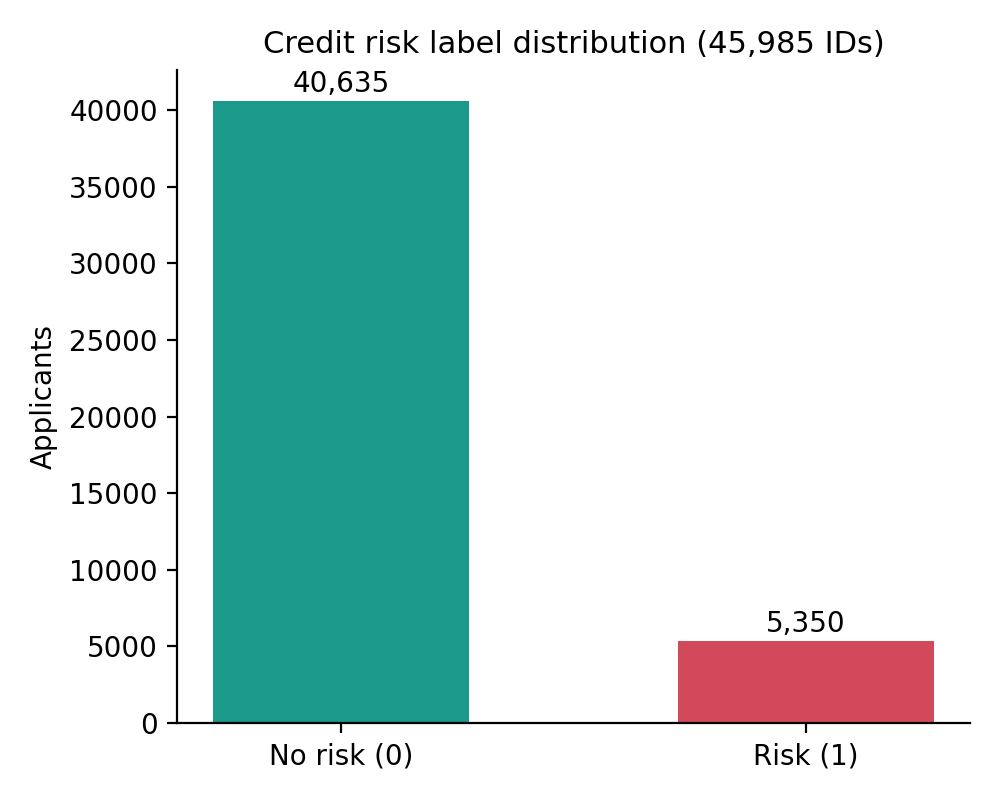 Credit risk label distribution (45,985 IDs)
40,635
40000
35000
30000
25000
20000
15000
10000
5000
0
Applicants
5,350
No risk (0)
Risk (1)